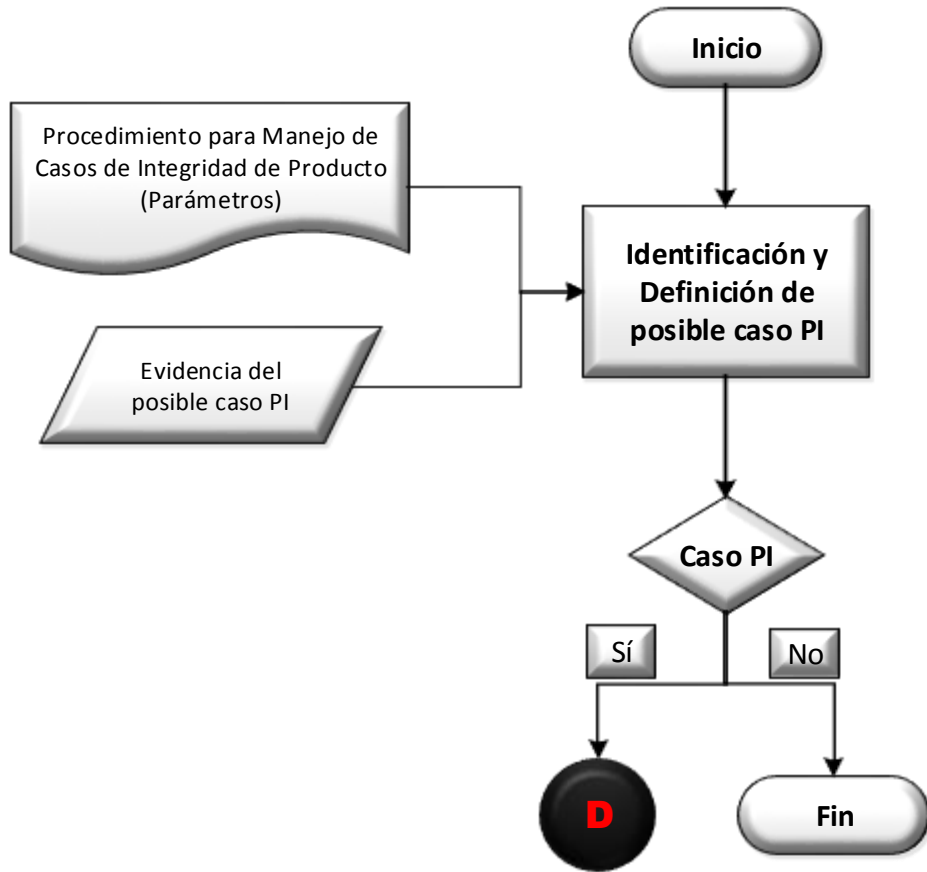 Inicio
Procedimiento para Manejo de
Casos de Integridad de Producto
(Parámetros)
Identificación y
Definición de
posible caso PI
Evidencia del
posible caso PI
Caso PI
Sí
No
D
Fin